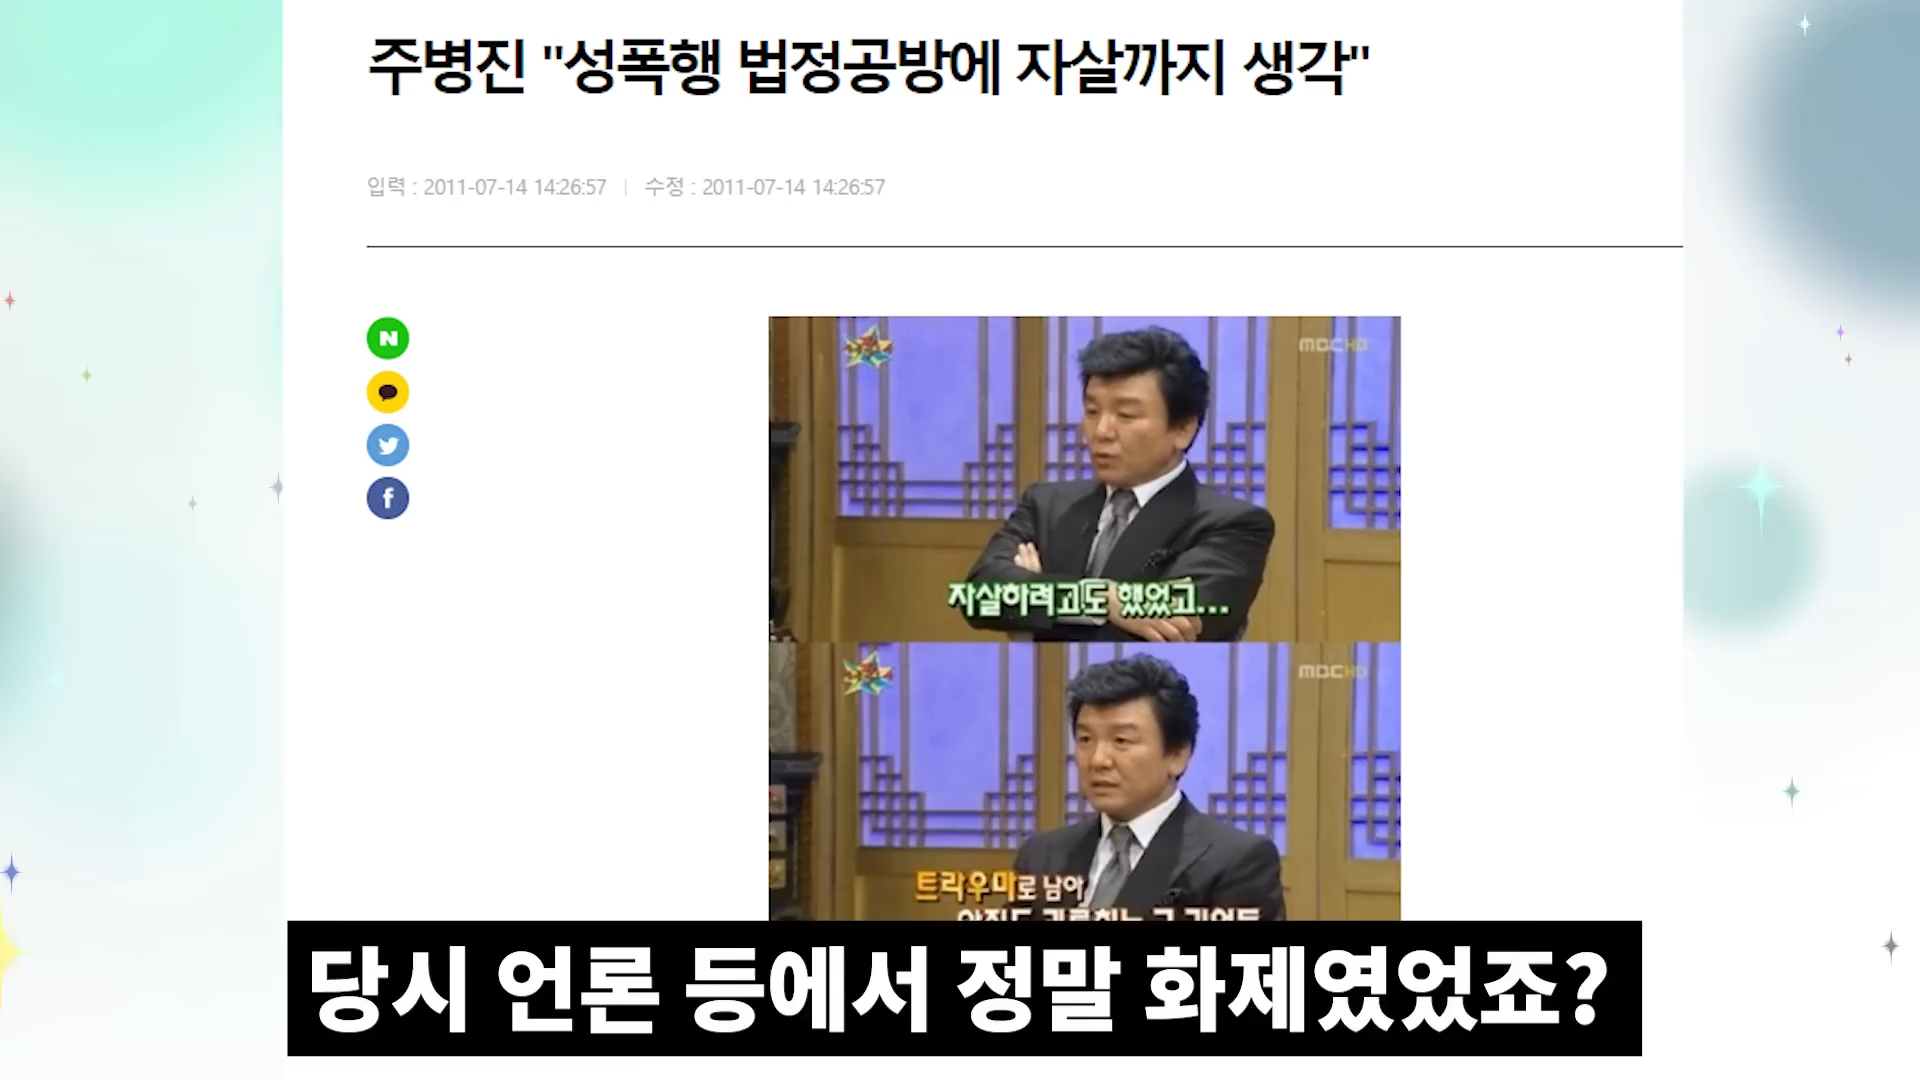 주병진 "성폭행 법정공방에 자살까지 생각"
입력 : 2011-07-14 14:26:57 | 수정 : 2011-07-14 14:26:57
N
f
MBC HD
자살하려고도 했었고...
MBC HD
트라우마로 남아
당시 언론 등에서 정말 화제였었죠?